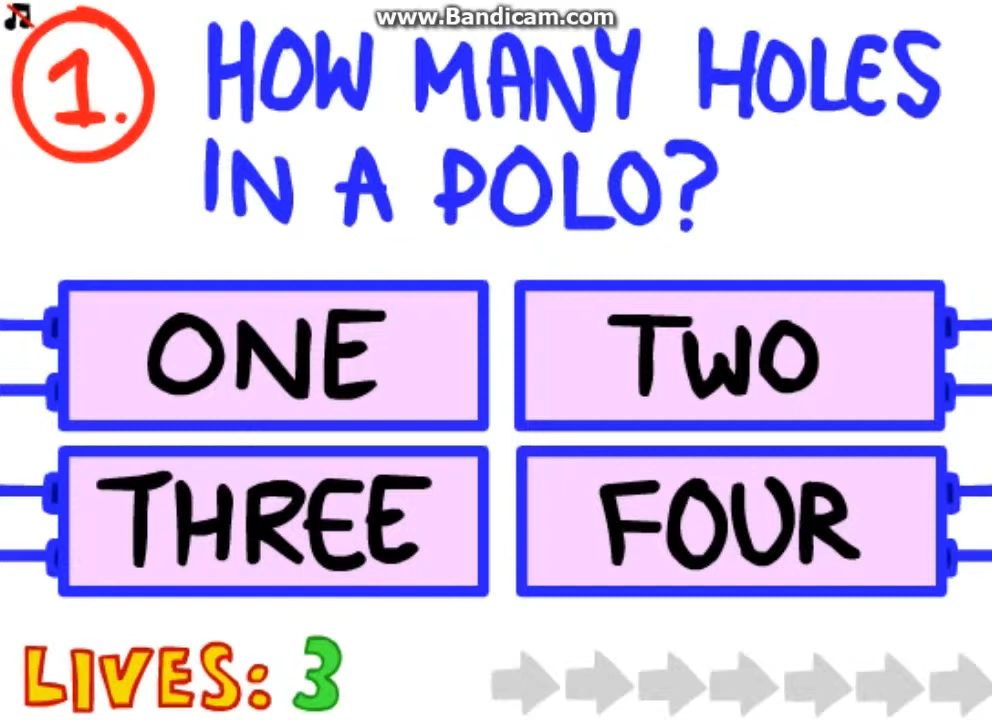 www.Bandicam.com
1.
HOW MANY HOLES
IN A POLO?
ONE
TWO
THREE
FOUR
LIVES: 3